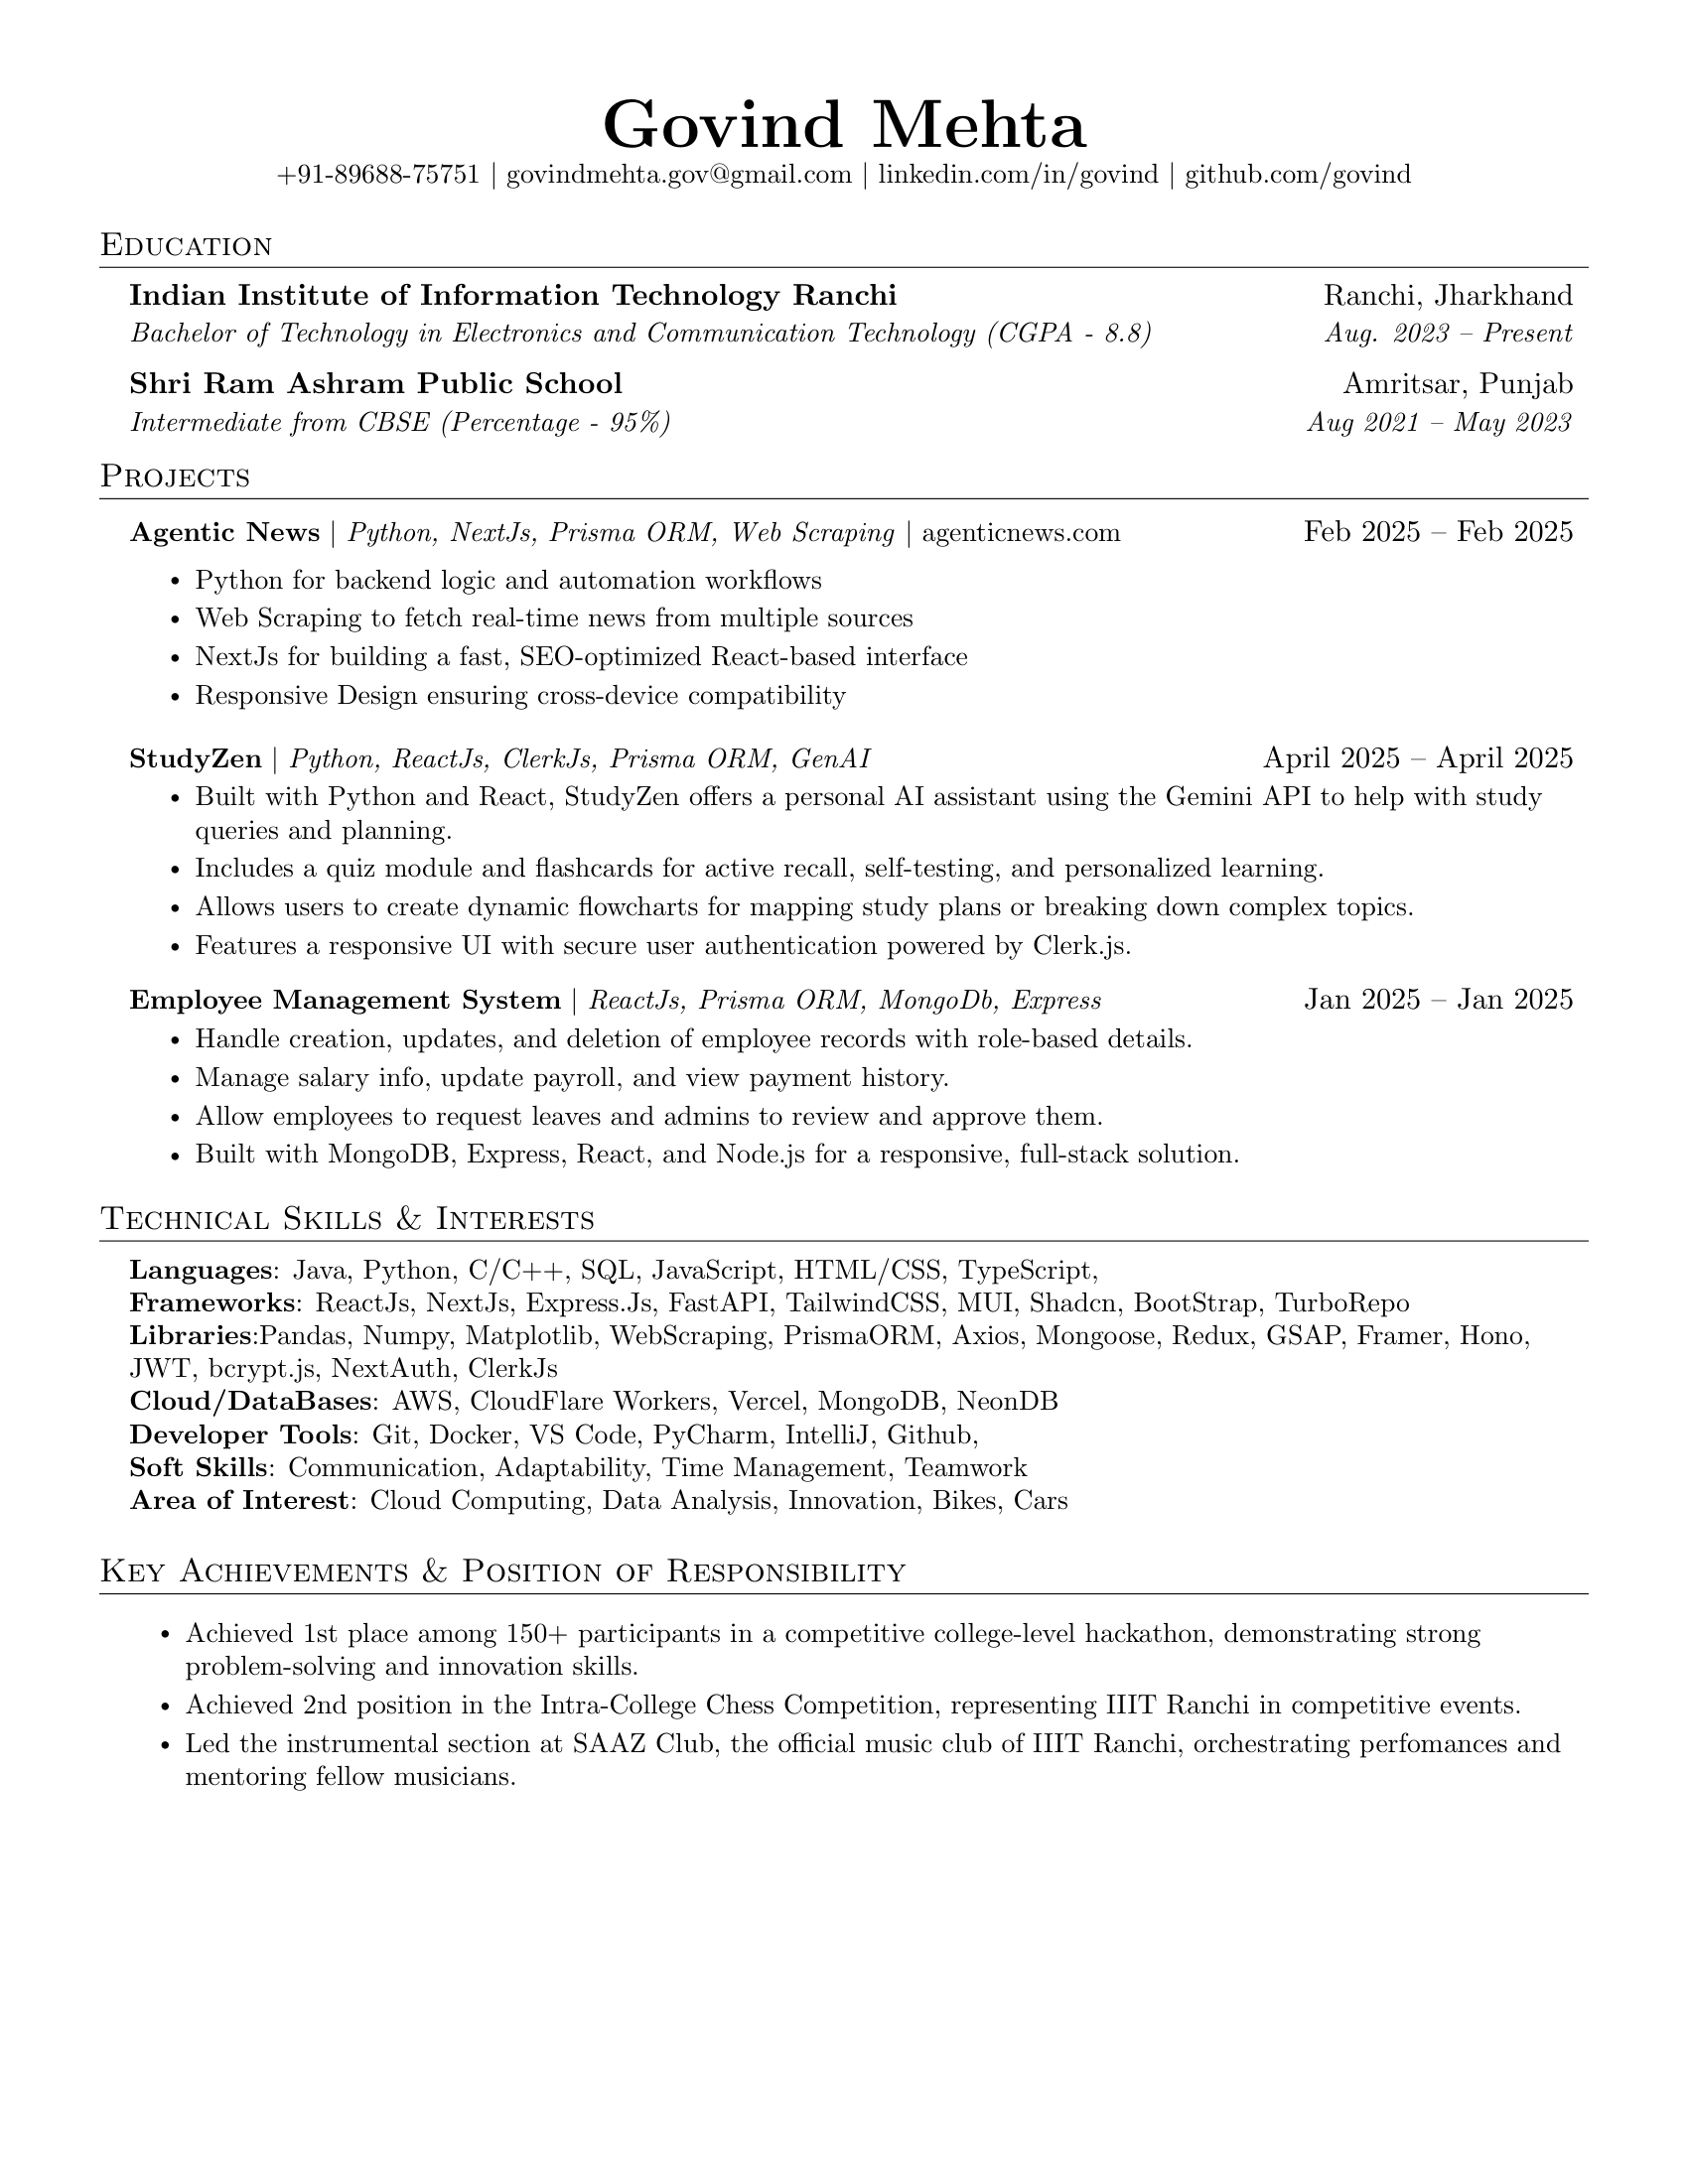 Govind Mehta
+91-89688-75751 | govindmehta.gov@gmail.com | linkedin.com/in/govind | github.com/govind
Education
Indian Institute of Information Technology Ranchi Ranchi, Jharkhand
Bachelor of Technology in Electronics and Communication Technology (CGPA - 8.8) Aug. 2023 – Present
Shri Ram Ashram Public School Amritsar, Punjab
Intermediate from CBSE (Percentage - 95%) Aug 2021 – May 2023
Projects
Agentic News | Python, NextJs, Prisma ORM, Web Scraping | agenticnews.com Feb 2025 – Feb 2025
• Python for backend logic and automation workflows
• Web Scraping to fetch real-time news from multiple sources
• NextJs for building a fast, SEO-optimized React-based interface
• Responsive Design ensuring cross-device compatibility
StudyZen | Python, ReactJs, ClerkJs, Prisma ORM, GenAI April 2025 – April 2025
• Built with Python and React, StudyZen offers a personal AI assistant using the Gemini API to help with study
queries and planning.
• Includes a quiz module and flashcards for active recall, self-testing, and personalized learning.
• Allows users to create dynamic flowcharts for mapping study plans or breaking down complex topics.
• Features a responsive UI with secure user authentication powered by Clerk.js.
Employee Management System | ReactJs, Prisma ORM, MongoDb, Express Jan 2025 – Jan 2025
• Handle creation, updates, and deletion of employee records with role-based details.
• Manage salary info, update payroll, and view payment history.
• Allow employees to request leaves and admins to review and approve them.
• Built with MongoDB, Express, React, and Node.js for a responsive, full-stack solution.
Technical Skills & Interests
Languages: Java, Python, C/C++, SQL, JavaScript, HTML/CSS, TypeScript,
Frameworks: ReactJs, NextJs, Express.Js, FastAPI, TailwindCSS, MUI, Shadcn, BootStrap, TurboRepo
Libraries:Pandas, Numpy, Matplotlib, WebScraping, PrismaORM, Axios, Mongoose, Redux, GSAP, Framer, Hono,
JWT, bcrypt.js, NextAuth, ClerkJs
Cloud/DataBases: AWS, CloudFlare Workers, Vercel, MongoDB, NeonDB
Developer Tools: Git, Docker, VS Code, PyCharm, IntelliJ, Github,
Soft Skills: Communication, Adaptability, Time Management, Teamwork
Area of Interest: Cloud Computing, Data Analysis, Innovation, Bikes, Cars
Key Achievements & Position of Responsibility
• Achieved 1st place among 150+ participants in a competitive college-level hackathon, demonstrating strong
problem-solving and innovation skills.
• Achieved 2nd position in the Intra-College Chess Competition, representing IIIT Ranchi in competitive events.
• Led the instrumental section at SAAZ Club, the official music club of IIIT Ranchi, orchestrating perfomances and
mentoring fellow musicians.